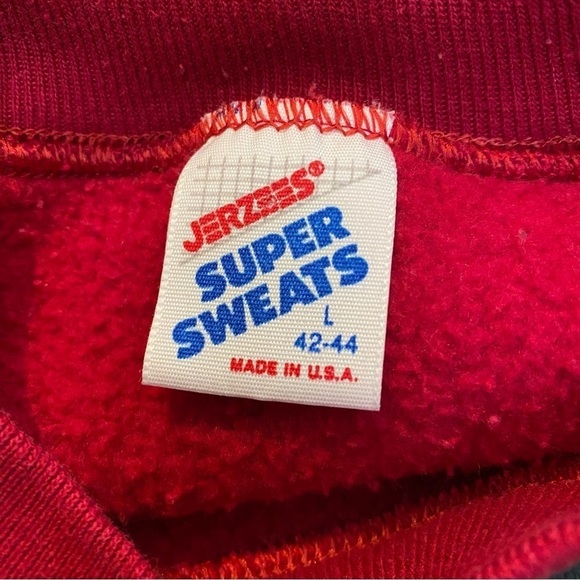 JERZEES®
SUPER
SWEATS
L
42-44
MADE IN U.S.A.